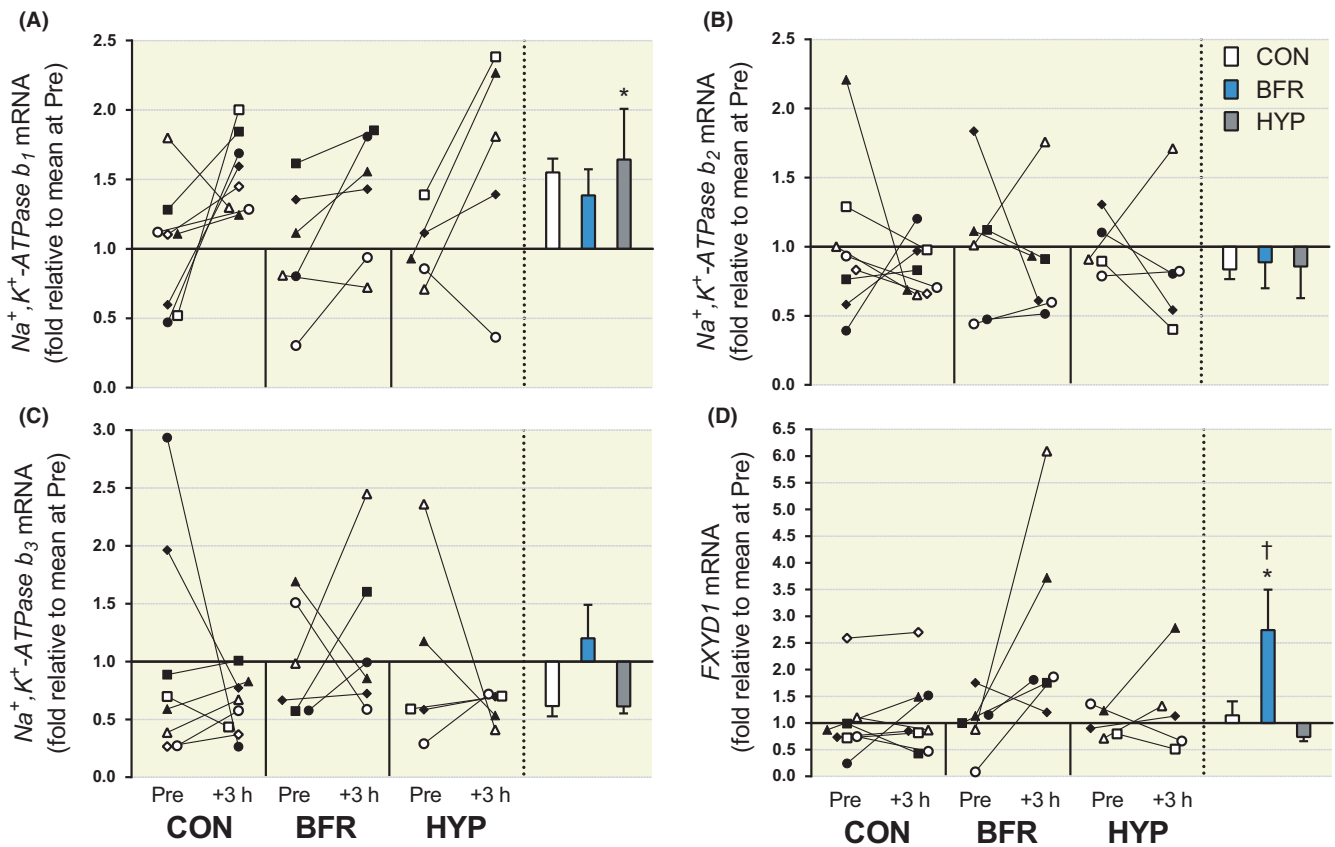 (A)
Na⁺,K⁺-ATPase b₁ mRNA
(fold relative to mean at Pre)
2.5
2.0
1.5
1.0
0.5
0.0
*
(B)
Na⁺,K⁺-ATPase b₂ mRNA
(fold relative to mean at Pre)
2.5
2.0
1.5
1.0
0.5
0.0
CON
BFR
HYP
(C)
Na⁺,K⁺-ATPase b₃ mRNA
(fold relative to mean at Pre)
3.0
2.5
2.0
1.5
1.0
0.5
0.0
Pre +3 h Pre +3 h Pre +3 h
CON BFR HYP
(D)
FXYD1 mRNA
(fold relative to mean at Pre)
6.5
6.0
5.5
5.0
4.5
4.0
3.5
3.0
2.5
2.0
1.5
1.0
0.5
0.0
†
*
Pre +3 h Pre +3 h Pre +3 h
CON BFR HYP